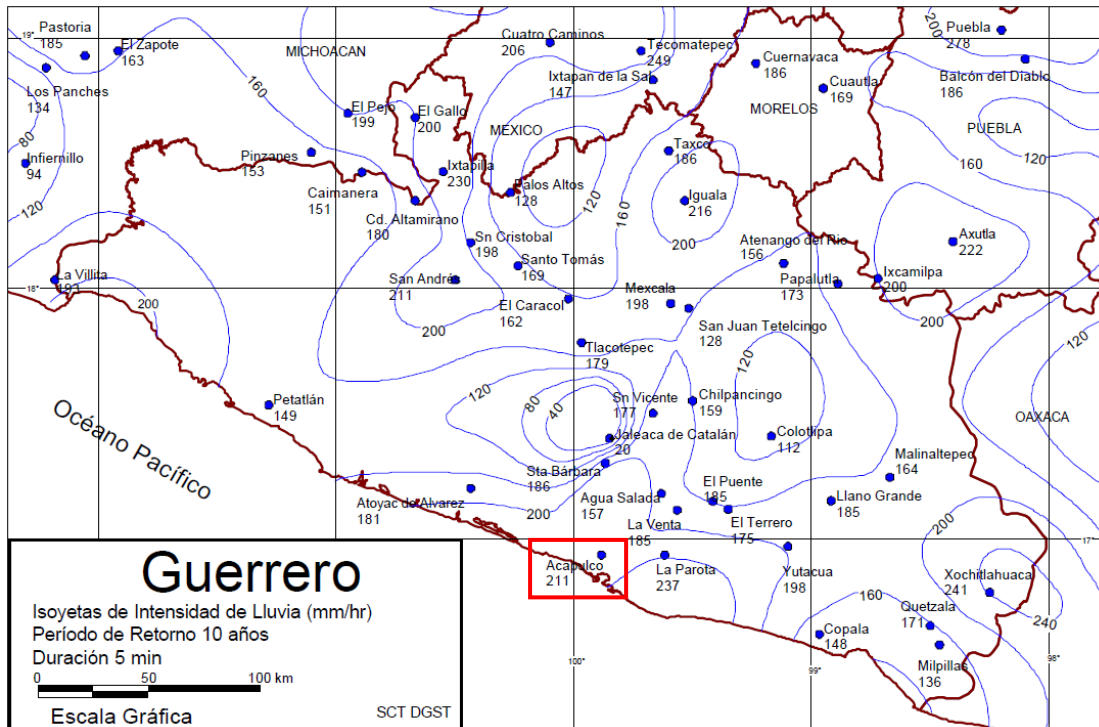 Pastoria
185
El Zapote
163
MICHOACAN
Cuatro Caminos
206
Tecomatepec
249
Puebla
278
200
19°
Ixtapan de la Sal
147
Cuernavaca
186
Balcón del Diablo
186
Los Panches
134
160
Cuautla
169
MORELOS
El Pejo
199
El Gallo
200
MEXICO
PUEBLA
80
Infiernillo
94
Pinzanes
153
Taxco
186
160
120
Ixtapilla
230
Caimanera
151
Palos Altos
128
120
160
Iguala
216
120
Cd. Altamirano
180
200
Axutla
222
Sn Cristobal
198
Atenango del Rio
156
Santo Tomás
169
La Villita
193
18°
San Andrés
211
Mexcala
198
Papalutla
173
Ixcamilpa
200
El Caracol
162
200
200
200
San Juan Tetelcingo
128
Tlacotepec
179
120
120
120
80
40
Petatlán
149
Sn Vicente
177
Chilpancingo
159
OAXACA
Océano Pacífico
Jaleaca de Catalán
20
Colotlipa
112
Malinaltepec
164
Sta Bárbara
186
El Puente
185
Atoyac de Alvarez
181
200
Agua Salada
157
Llano Grande
185
La Venta
185
El Terrero
175
200
17°
Acapulco
211
La Parota
237
Yutacua
198
Xochitlahuaca
241
160
Quetzala
171
240
Copala
148
Milpillas
136
100°
99°
98°
Guerrero
Isoyetas de Intensidad de Lluvia (mm/hr)
Período de Retorno 10 años
Duración 5 min
0 50 100 km
Escala Gráfica
SCT DGST